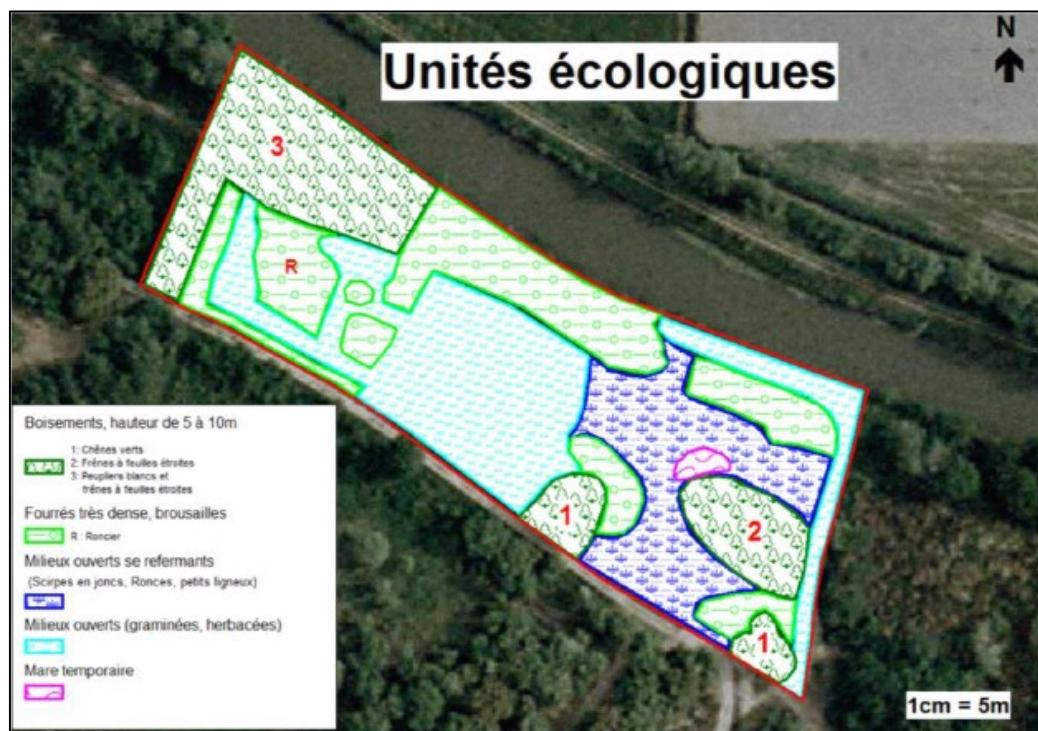 Unités écologiques
N
3
R
1
2
1
Boisements, hauteur de 5 à 10m
1: Chênes verts
2: Frênes à feuilles étroites
3: Peupliers blancs et
frênes à feuilles étroites
Fourrés très dense, brousailles
R : Roncier
Milieux ouverts se refermants
(Scirpes en joncs, Ronces, petits ligneux)
Milieux ouverts (graminées, herbacées)
Mare temporaire
1cm = 5m